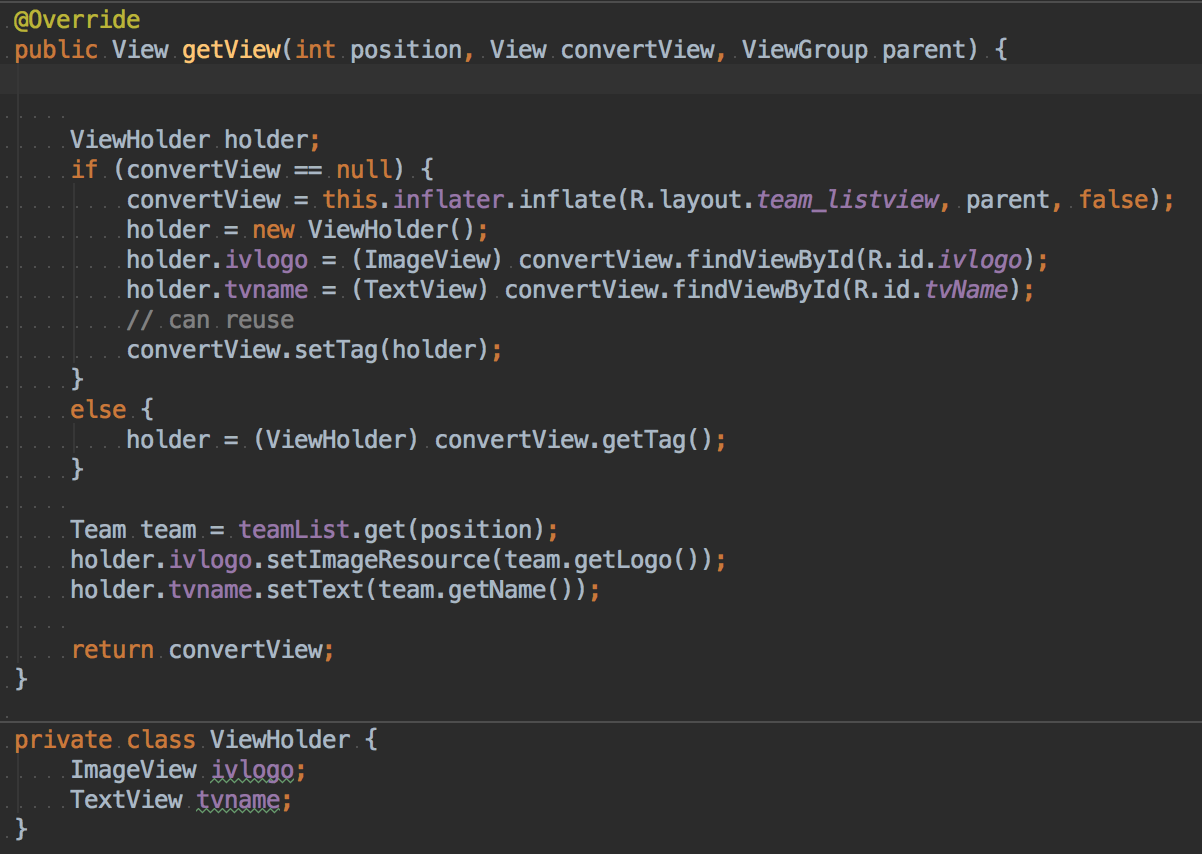 @Override
public View getView(int position, View convertView, ViewGroup parent) {
ViewHolder holder;
if (convertView == null) {
convertView = this.inflater.inflate(R.layout.team_listview, parent, false);
holder = new ViewHolder();
holder.ivlogo = (ImageView) convertView.findViewById(R.id.ivlogo);
holder.tvname = (TextView) convertView.findViewById(R.id.tvName);
// can reuse
convertView.setTag(holder);
}
else {
holder = (ViewHolder) convertView.getTag();
}
Team team = teamList.get(position);
holder.ivlogo.setImageResource(team.getLogo());
holder.tvname.setText(team.getName());
return convertView;
}
private class ViewHolder {
ImageView ivlogo;
TextView tvname;
}